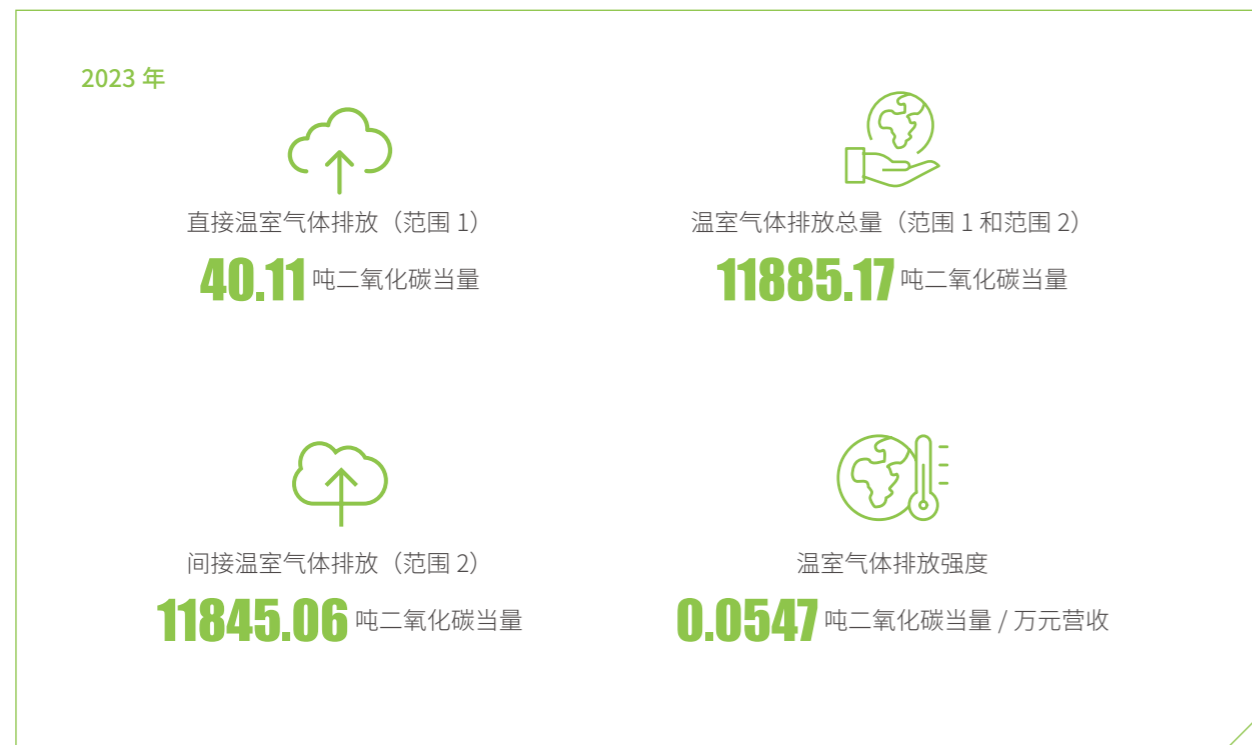 2023 年
直接温室气体排放（范围 1）
40.11 吨二氧化碳当量
温室气体排放总量（范围 1 和范围 2）
11885.17 吨二氧化碳当量
间接温室气体排放（范围 2）
11845.06 吨二氧化碳当量
温室气体排放强度
0.0547 吨二氧化碳当量 / 万元营收